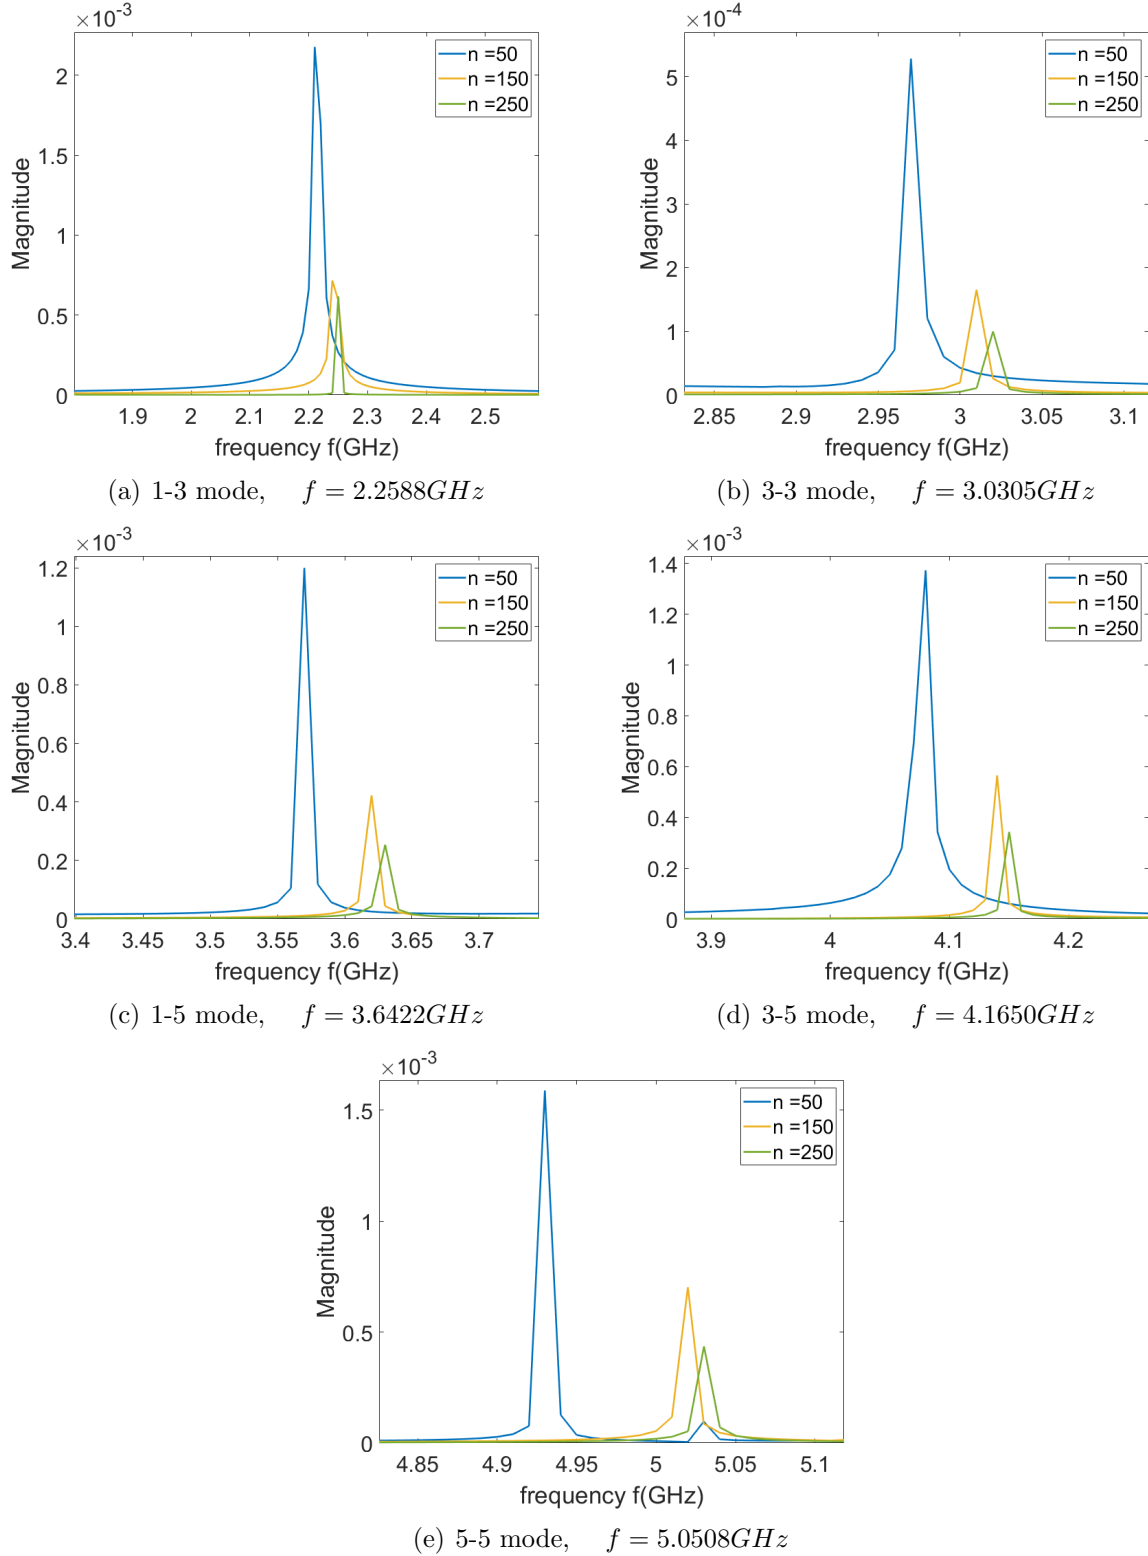 ×10-3
2
1.5
1
0.5
0
Magnitude
n =50
n =150
n =250
1.9 2 2.1 2.2 2.3 2.4 2.5
frequency f(GHz)
(a) 1-3 mode, f = 2.2588GHz
×10-4
5
4
3
2
1
0
Magnitude
n =50
n =150
n =250
2.85 2.9 2.95 3 3.05 3.1
frequency f(GHz)
(b) 3-3 mode, f = 3.0305GHz
×10-3
1.2
1
0.8
0.6
0.4
0.2
0
Magnitude
n =50
n =150
n =250
3.4 3.45 3.5 3.55 3.6 3.65 3.7
frequency f(GHz)
(c) 1-5 mode, f = 3.6422GHz
×10-3
1.4
1.2
1
0.8
0.6
0.4
0.2
0
Magnitude
n =50
n =150
n =250
3.9 4 4.1 4.2
frequency f(GHz)
(d) 3-5 mode, f = 4.1650GHz
×10-3
1.5
1
0.5
0
Magnitude
n =50
n =150
n =250
4.85 4.9 4.95 5 5.05 5.1
frequency f(GHz)
(e) 5-5 mode, f = 5.0508GHz